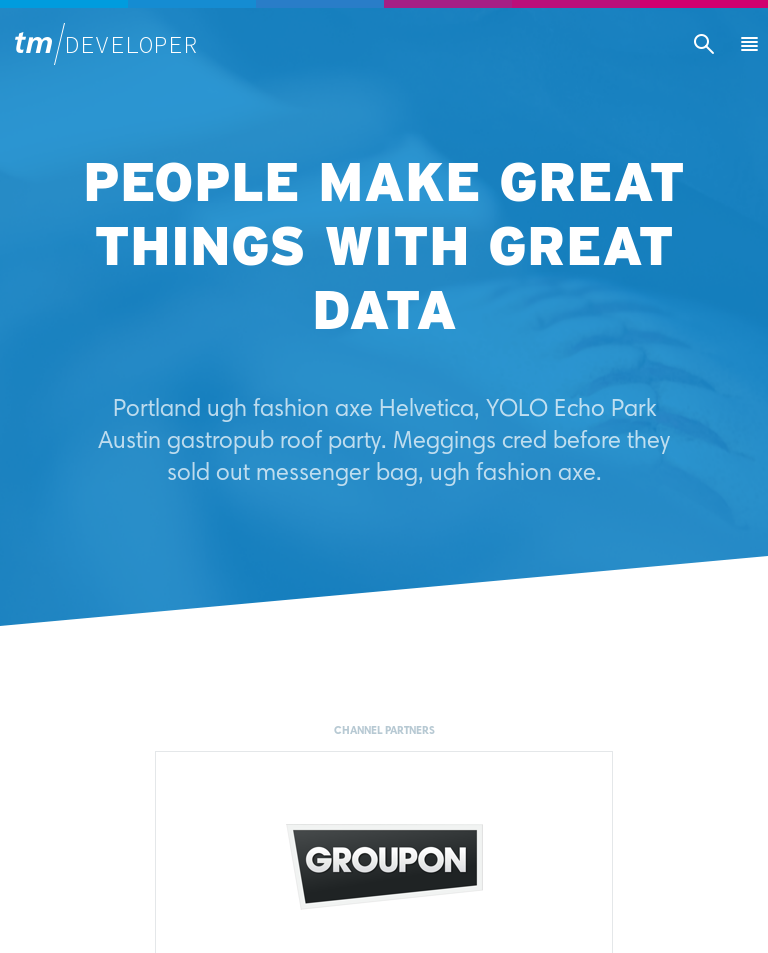 tm/DEVELOPER
PEOPLE MAKE GREAT
THINGS WITH GREAT
DATA
Portland ugh fashion axe Helvetica, YOLO Echo Park
Austin gastropub roof party. Meggings cred before they
sold out messenger bag, ugh fashion axe.
CHANNEL PARTNERS
GROUPON